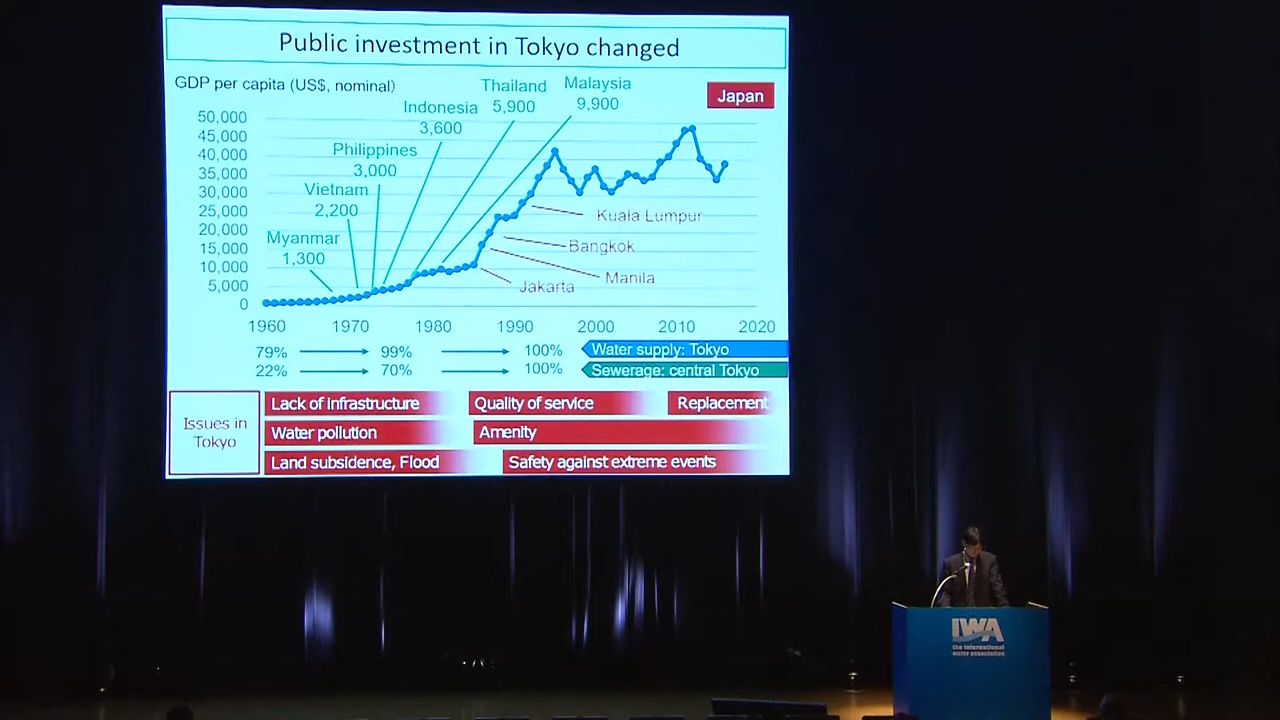 Public investment in Tokyo changed
GDP per capita (US$, nominal)
Japan
Malaysia
9,900
Thailand
5,900
Indonesia
3,600
Philippines
3,000
Vietnam
2,200
Myanmar
1,300
50,000
45,000
40,000
35,000
30,000
25,000
20,000
15,000
10,000
5,000
0
Kuala Lumpur
Bangkok
Manila
Jakarta
1960 1970 1980 1990 2000 2010 2020
79% 99% 100% Water supply: Tokyo
22% 70% 100% Sewerage: central Tokyo
Issues in
Tokyo
Lack of infrastructure Quality of service Replacement
Water pollution Amenity
Land subsidence, Flood Safety against extreme events
IWA
the international
water association